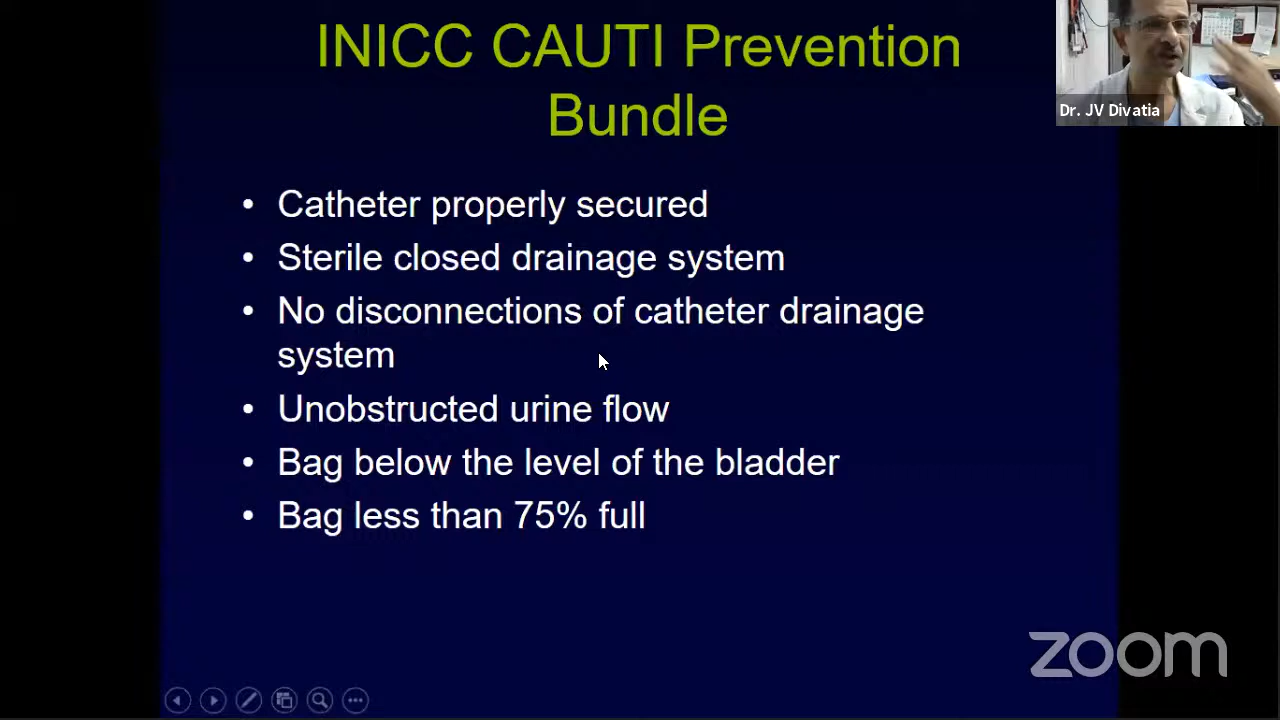 INICC CAUTI Prevention
Bundle
Dr. JV Divatia
• Catheter properly secured
• Sterile closed drainage system
• No disconnections of catheter drainage
system
• Unobstructed urine flow
• Bag below the level of the bladder
• Bag less than 75% full
zoom